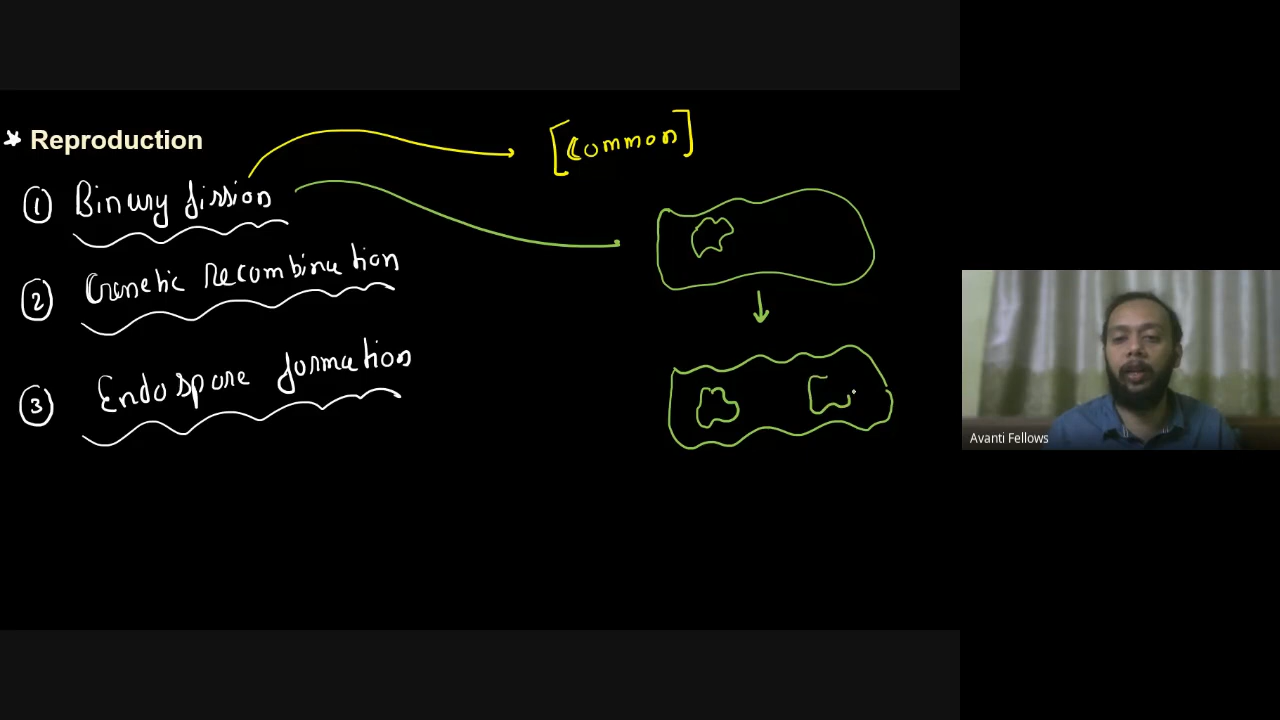 * Reproduction
[Common]
① Binary fission
② Genetic Recombination
③ Endospore formation
Avanti Fellows